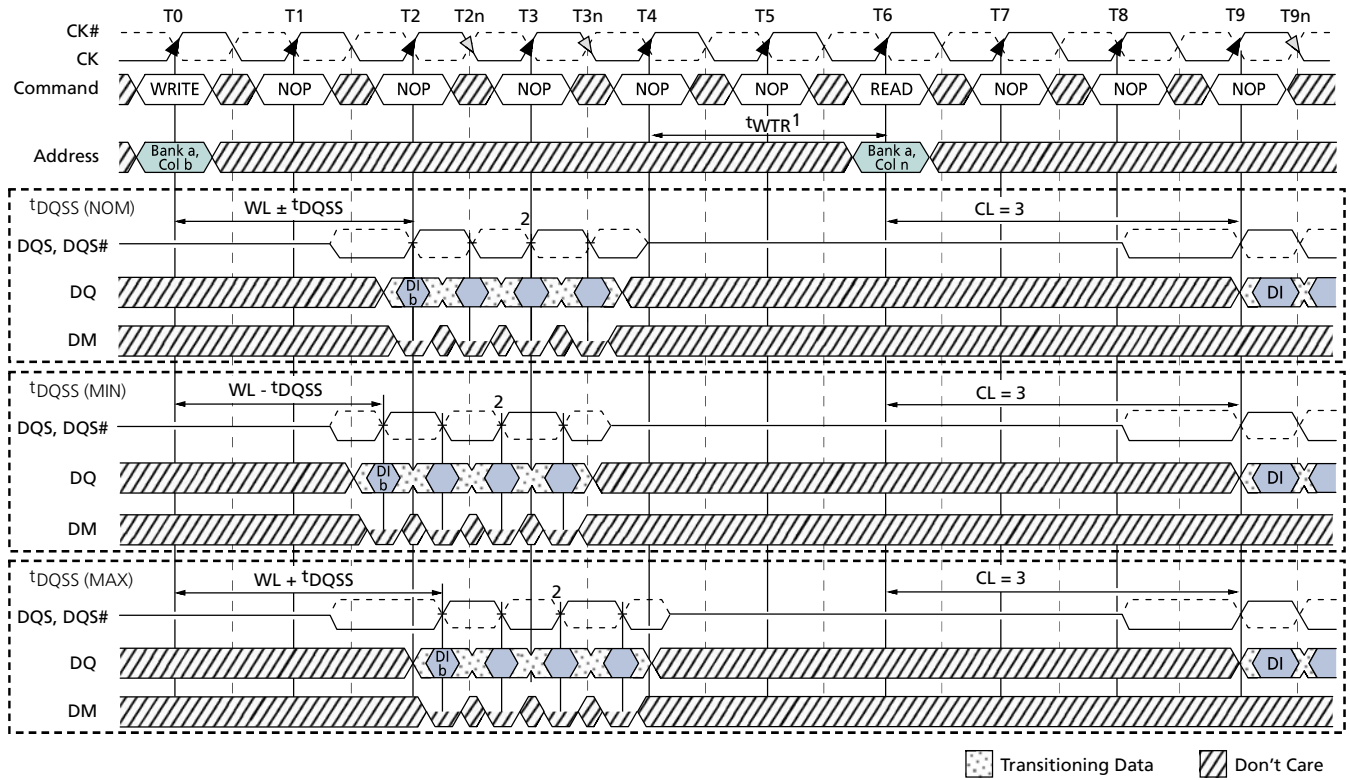 T0 T1 T2 T2n T3 T3n T4 T5 T6 T7 T8 T9 T9n
CK#
CK
Command WRITE NOP NOP NOP NOP NOP READ NOP NOP NOP
tWTR1
Address Bank a, Col b Bank a, Col n
tDQSS (NOM) WL ± tDQSS 2 CL = 3
DQS, DQS#
DQ DI b DI
DM
tDQSS (MIN) WL - tDQSS 2 CL = 3
DQS, DQS#
DQ DI b DI
DM
tDQSS (MAX) WL + tDQSS 2 CL = 3
DQS, DQS#
DQ DI b DI
DM
Transitioning Data Don't Care